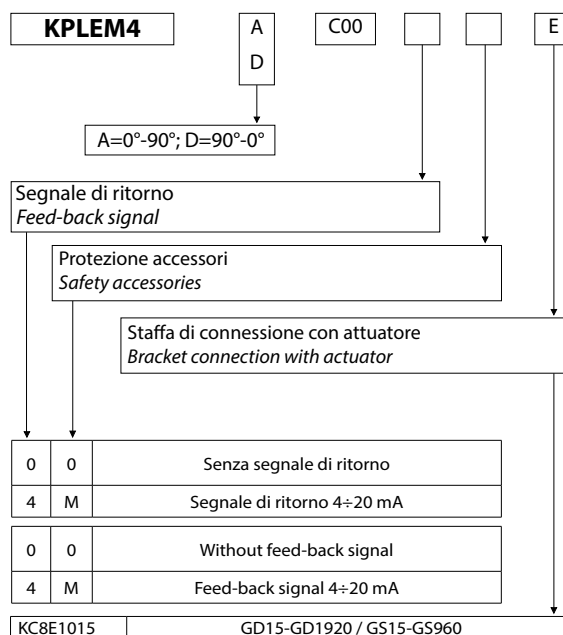 KPLEM4 A C00 E
D
A=0°-90°; D=90°-0°
Segnale di ritorno
Feed-back signal
Protezione accessori
Safety accessories
Staffa di connessione con attuatore
Bracket connection with actuator
0 0 Senza segnale di ritorno
4 M Segnale di ritorno 4÷20 mA
0 0 Without feed-back signal
4 M Feed-back signal 4÷20 mA
KC8E1015 GD15-GD1920 / GS15-GS960